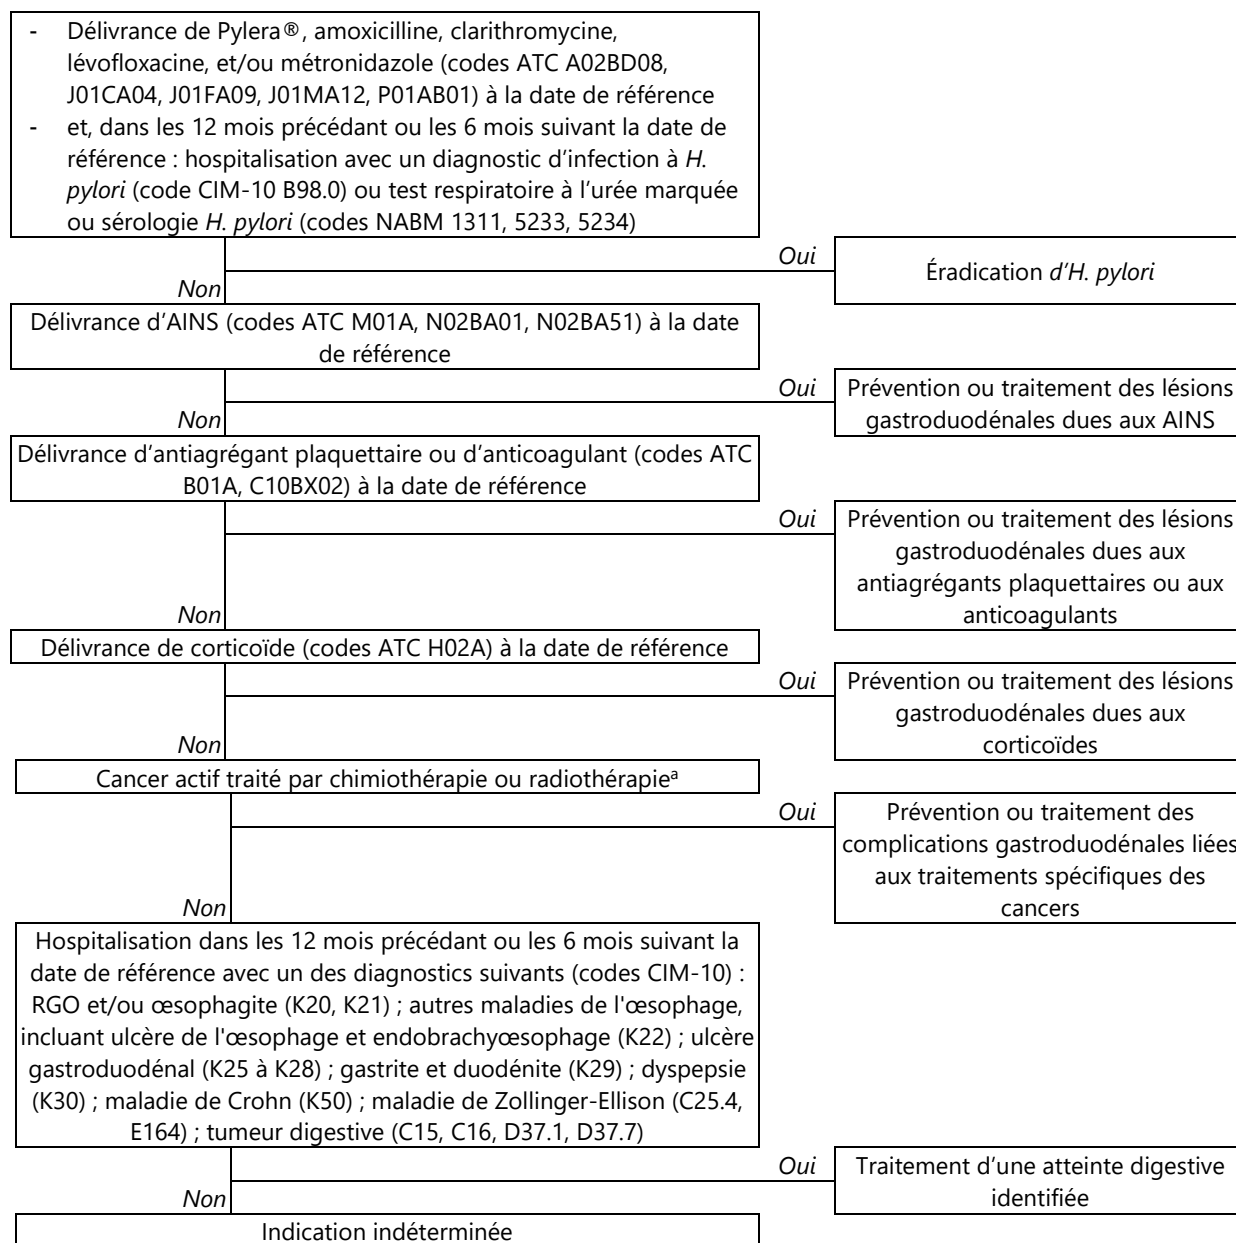 - Délivrance de Pylera®, amoxicilline, clarithromycine,
lévofloxacine, et/ou métronidazole (codes ATC A02BD08,
J01CA04, J01FA09, J01MA12, P01AB01) à la date de référence
- et, dans les 12 mois précédant ou les 6 mois suivant la date de
référence : hospitalisation avec un diagnostic d’infection à H.
pylori (code CIM-10 B98.0) ou test respiratoire à l’urée marquée
ou sérologie H. pylori (codes NABM 1311, 5233, 5234)
Oui
Éradication d’H. pylori
Non
Délivrance d’AINS (codes ATC M01A, N02BA01, N02BA51) à la date
de référence
Oui
Prévention ou traitement des lésions
gastroduodénales dues aux AINS
Non
Délivrance d’antiagrégant plaquettaire ou d’anticoagulant (codes ATC
B01A, C10BX02) à la date de référence
Oui
Prévention ou traitement des lésions
gastroduodénales dues aux
antiagrégants plaquettaires ou aux
anticoagulants
Non
Délivrance de corticoïde (codes ATC H02A) à la date de référence
Oui
Prévention ou traitement des lésions
gastroduodénales dues aux
corticoïdes
Non
Cancer actif traité par chimiothérapie ou radiothérapieᵃ
Oui
Prévention ou traitement des
complications gastroduodénales liées
aux traitements spécifiques des
cancers
Non
Hospitalisation dans les 12 mois précédant ou les 6 mois suivant la
date de référence avec un des diagnostics suivants (codes CIM-10) :
RGO et/ou œsophagite (K20, K21) ; autres maladies de l'œsophage,
incluant ulcère de l'œsophage et endobrachyœsophage (K22) ; ulcère
gastroduodénal (K25 à K28) ; gastrite et duodénite (K29) ; dyspepsie
(K30) ; maladie de Crohn (K50) ; maladie de Zollinger-Ellison (C25.4,
E164) ; tumeur digestive (C15, C16, D37.1, D37.7)
Oui
Traitement d’une atteinte digestive
identifiée
Non
Indication indéterminée